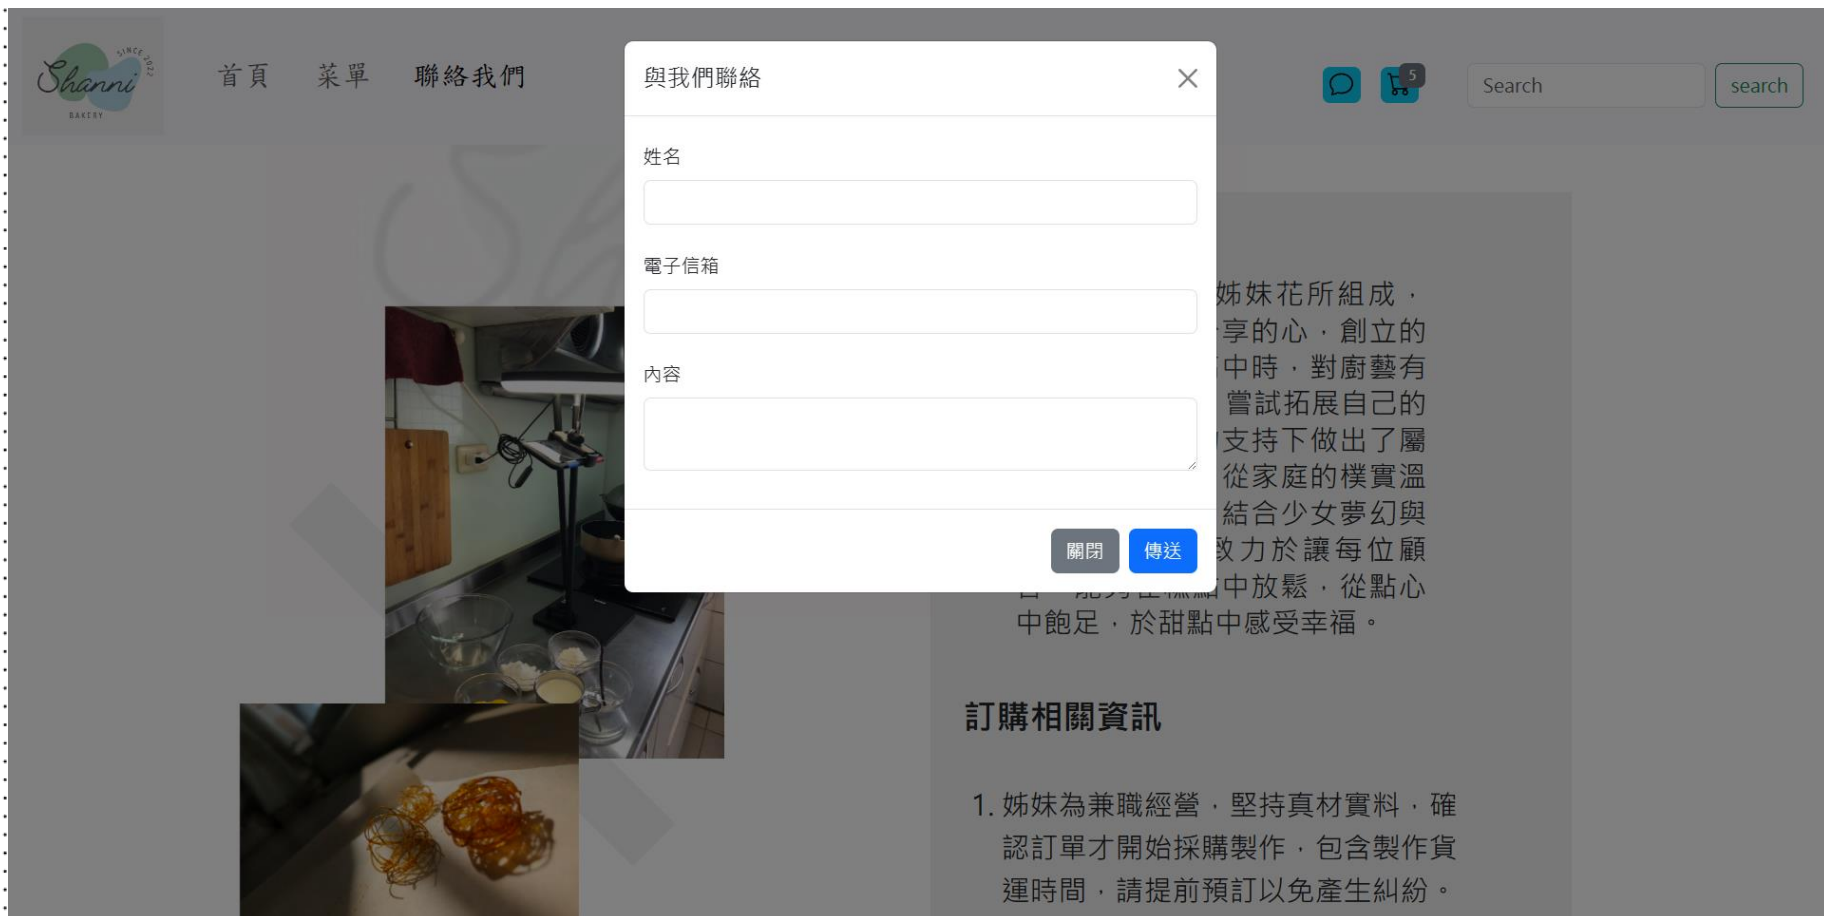 Shanni
SINCE 2022
BAKERY
首頁
菜單
聯絡我們
5
Search
search
與我們聯絡
姓名
電子信箱
內容
關閉
傳送
姊妹花所組成，
享的心，創立的
中時，對廚藝有
嘗試拓展自己的
支持下做出了屬
從家庭的樸實溫
結合少女夢幻與
致力於讓每位顧
中放鬆，從點心
中飽足，於甜點中感受幸福。
訂購相關資訊
1. 姊妹為兼職經營，堅持真材實料，確
認訂單才開始採購製作，包含製作貨
運時間，請提前預訂以免產生糾紛。